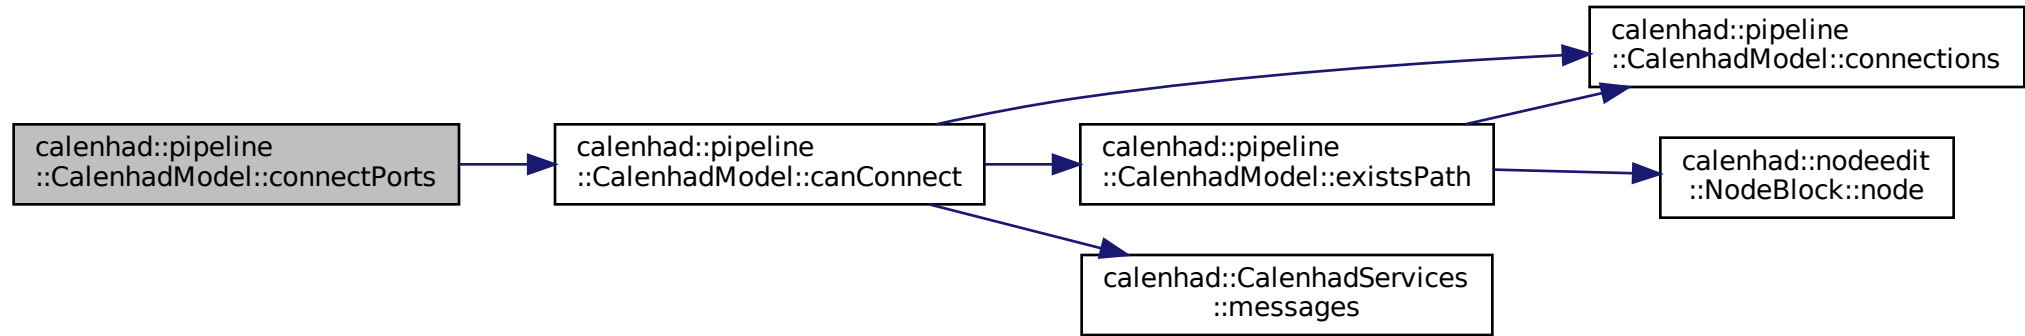 calenhad::pipeline
::CalenhadModel::connectPorts
calenhad::pipeline
::CalenhadModel::canConnect
calenhad::pipeline
::CalenhadModel::connections
calenhad::pipeline
::CalenhadModel::existsPath
calenhad::nodeedit
::NodeBlock::node
calenhad::CalenhadServices
::messages